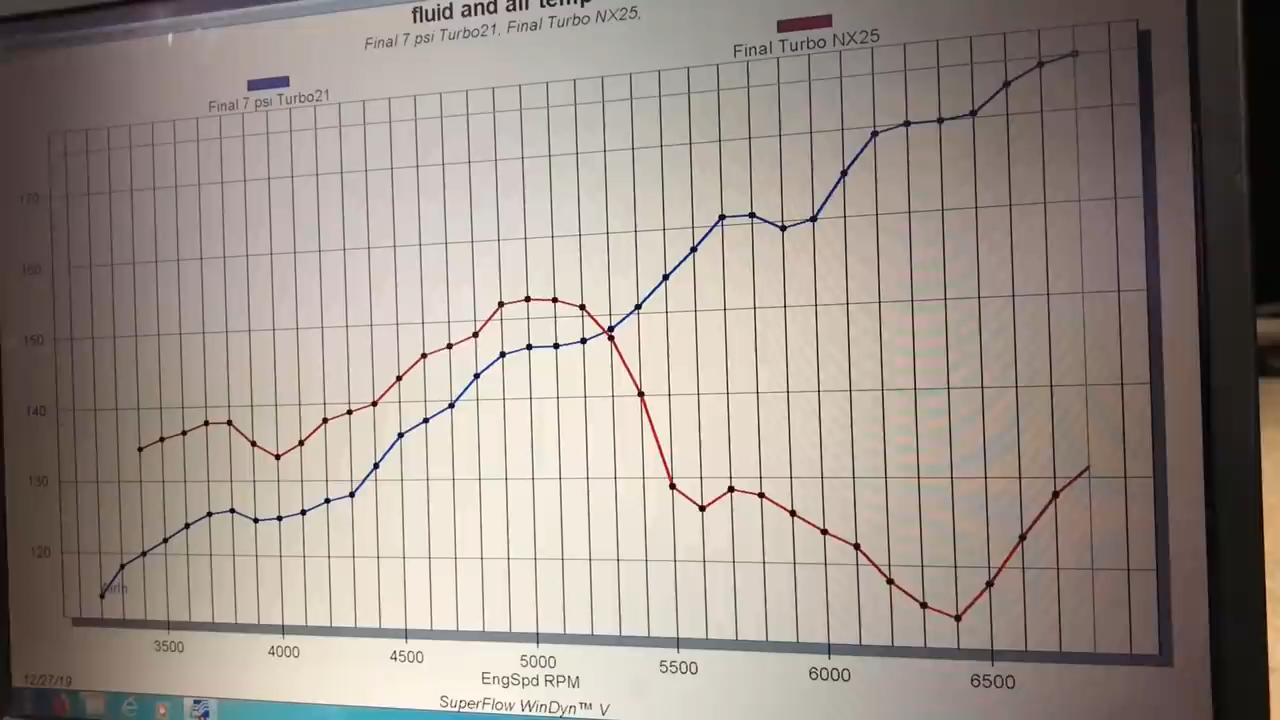 fluid and air temp
Final 7 psi Turbo21, Final Turbo NX25,
Final 7 psi Turbo21
Final Turbo NX25
170
160
150
140
130
120
AirIn
3500
4000
4500
5000
5500
6000
6500
EngSpd RPM
12/27/19
SuperFlow WinDyn™ V